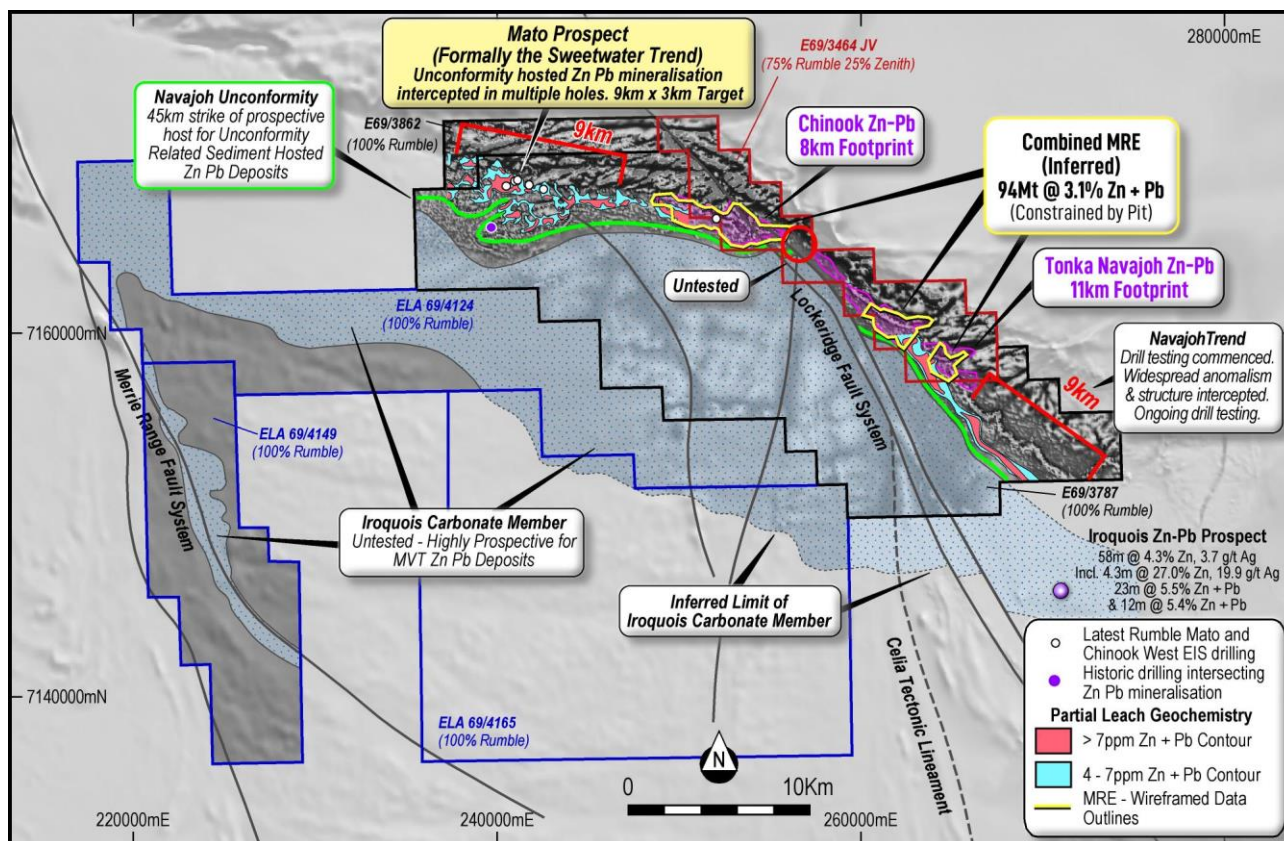 280000mE
Mato Prospect
(Formally the Sweetwater Trend)
Unconformity hosted Zn Pb mineralisation
intercepted in multiple holes. 9km x 3km Target
E69/3464 JV
(75% Rumble 25% Zenith)
Navajoh Unconformity
45km strike of prospective
host for Unconformity
Related Sediment Hosted
Zn Pb Deposits
E69/3862
(100% Rumble)
9km
Chinook Zn-Pb
8km Footprint
Combined MRE
(Inferred)
94Mt @ 3.1% Zn + Pb
(Constrained by Pit)
Tonka Navajoh Zn-Pb
11km Footprint
Untested
Lockeridge Fault System
ELA 69/4124
(100% Rumble)
7160000mN
NavajohTrend
Drill testing commenced.
Widespread anomalism
& structure intercepted.
Ongoing drill testing.
9km
Merrie Range Fault System
ELA 69/4149
(100% Rumble)
E69/3787
(100% Rumble)
Iroquois Carbonate Member
Untested - Highly Prospective for
MVT Zn Pb Deposits
Iroquois Zn-Pb Prospect
58m @ 4.3% Zn, 3.7 g/t Ag
Incl. 4.3m @ 27.0% Zn, 19.9 g/t Ag
23m @ 5.5% Zn + Pb
& 12m @ 5.4% Zn + Pb
Inferred Limit of
Iroquois Carbonate Member
Celia Tectonic Lineament
7140000mN
ELA 69/4165
(100% Rumble)
N
0 10Km
Latest Rumble Mato and
Chinook West EIS drilling
Historic drilling intersecting
Zn Pb mineralisation
Partial Leach Geochemistry
> 7ppm Zn + Pb Contour
4 - 7ppm Zn + Pb Contour
MRE - Wireframed Data
Outlines
220000mE
240000mE
260000mE